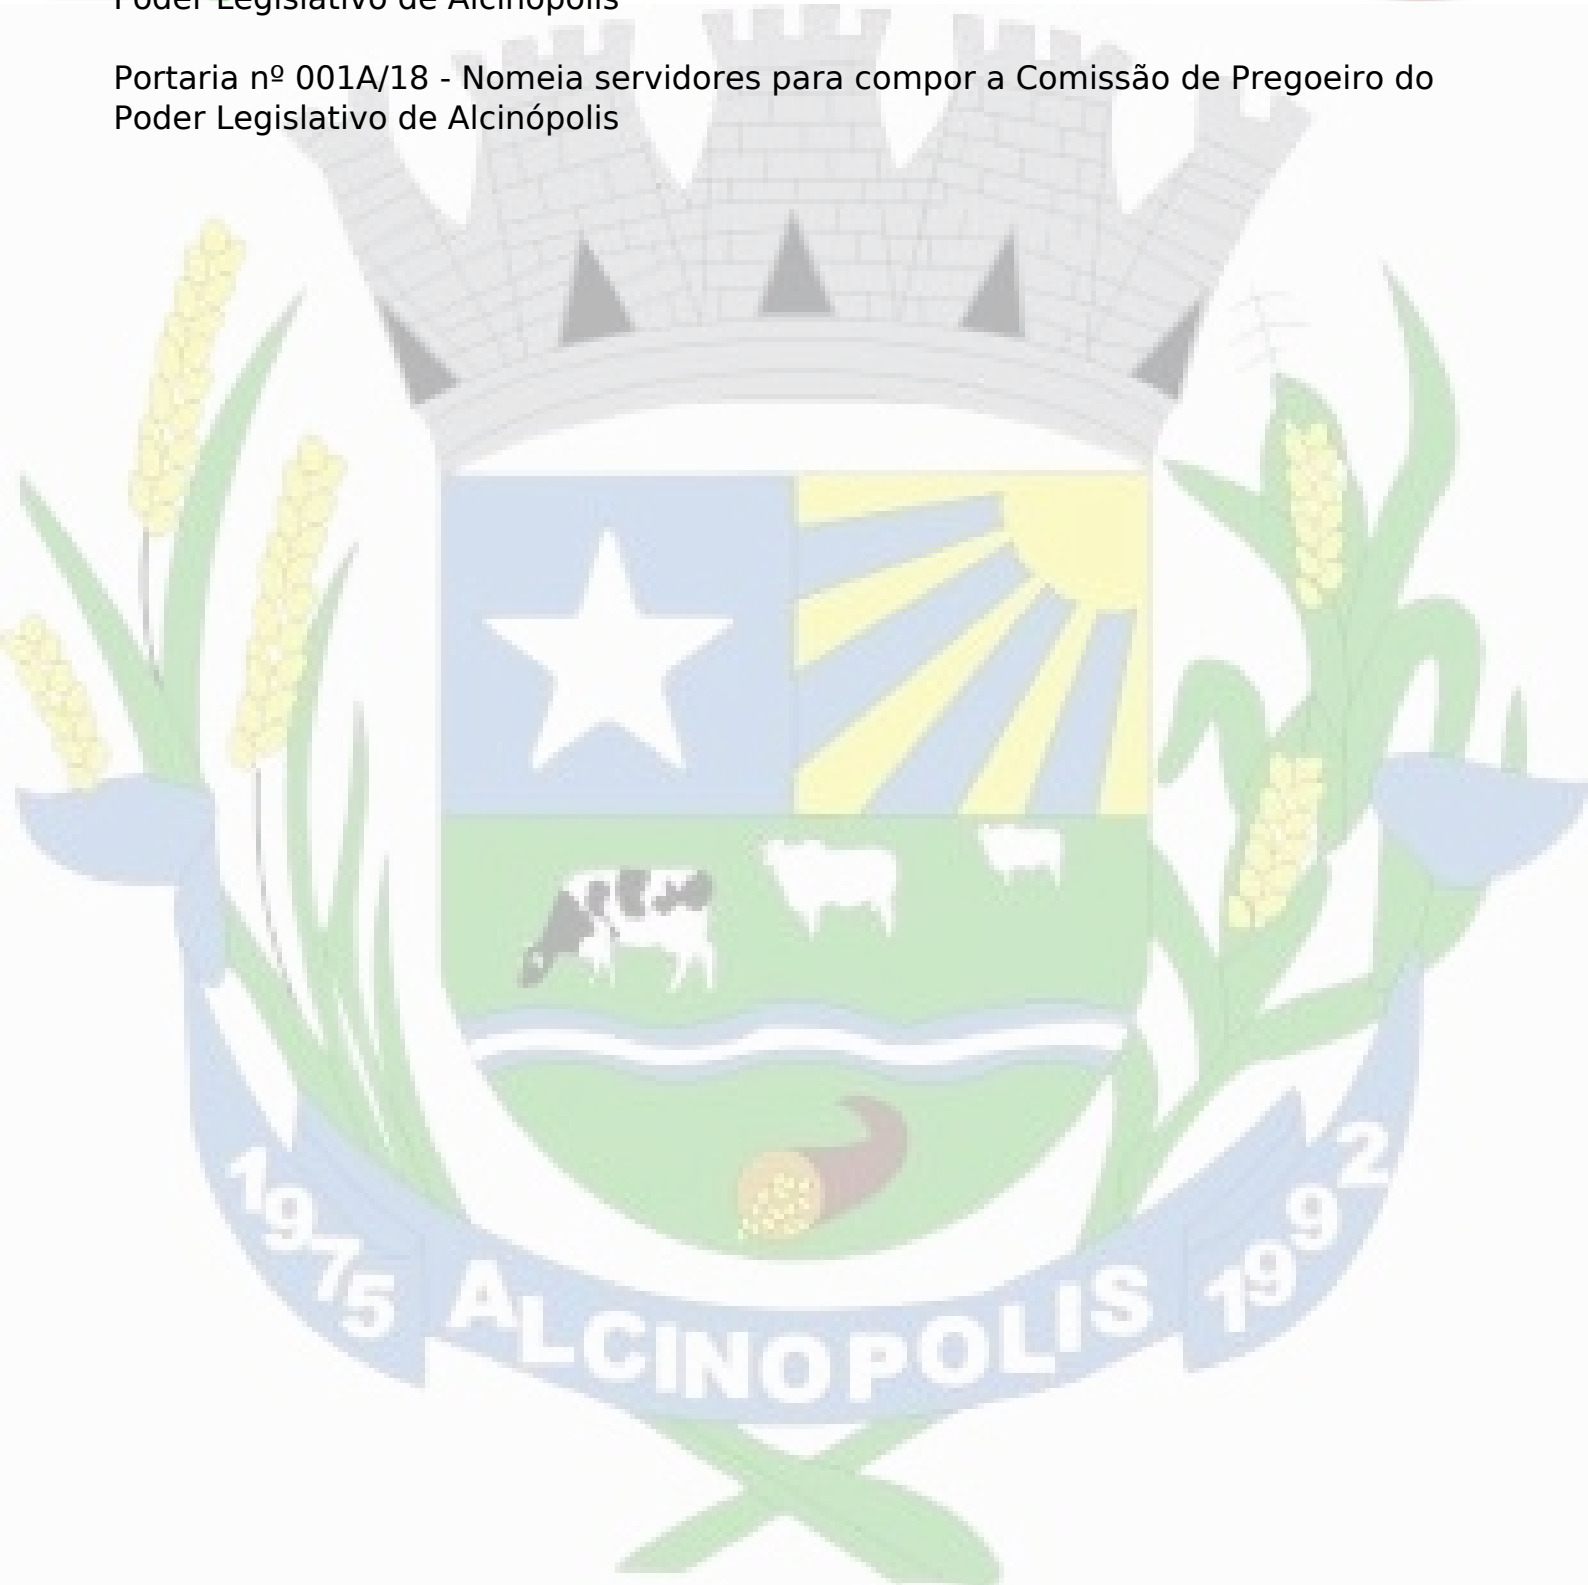 Poder Legislativo de Alcinópolis
Portaria nº 001A/18 - Nomeia servidores para compor a Comissão de Pregoeiro do
Poder Legislativo de Alcinópolis
1975 ALCINOPOLIS 1992